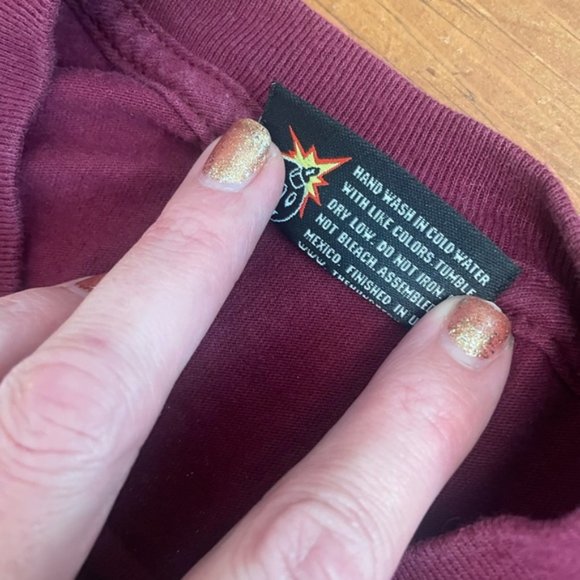 HAND WASH IN COLD WATER
WITH LIKE COLORS. TUMBLE
DRY LOW. DO NOT IRON
NOT BLEACH. ASSEMBLE
MEXICO. FINISHED IN U